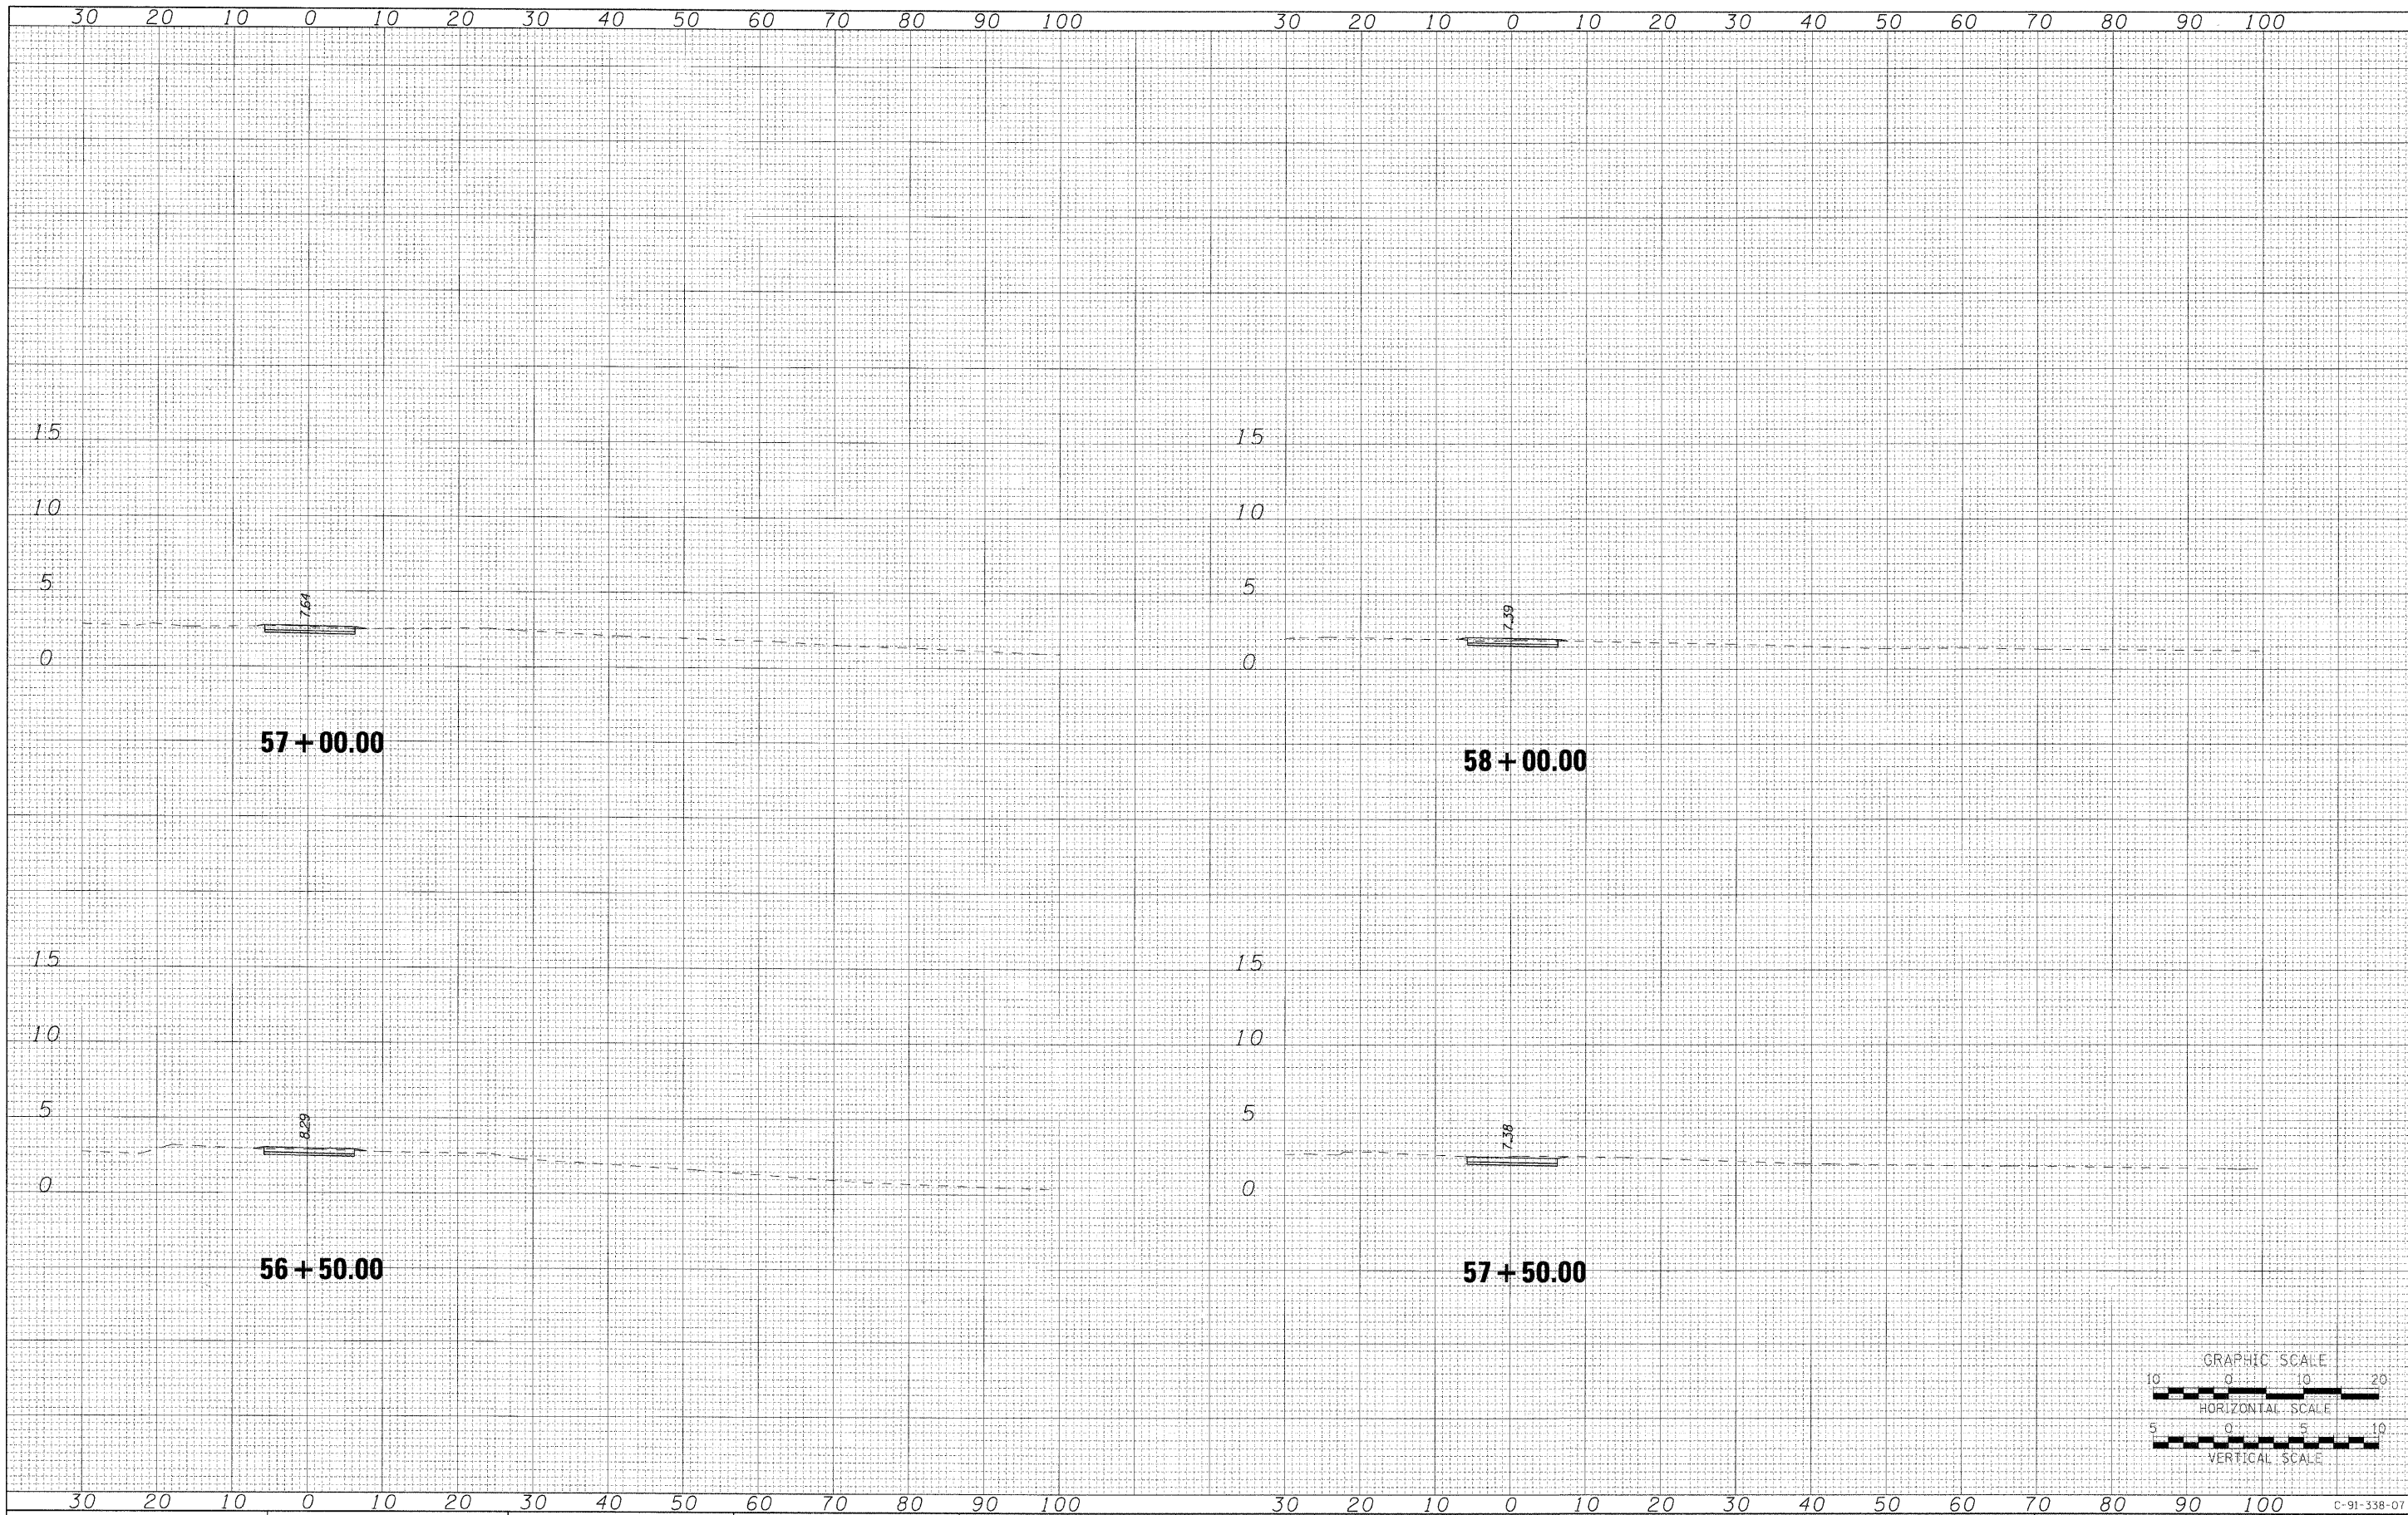 30 20 10 0 10 20 30 40 50 60 70 80 90 100 30 20 10 0 10 20 30 40 50 60 70 80 90 100
15 15
10 10
5 5
7.64 7.39
0 0
57+00.00 58+00.00
15 15
10 10
5 5
8.29 7.38
0 0
56+50.00 57+50.00
GRAPHIC SCALE
10 0 10 20
HORIZONTAL SCALE
5 0 5 10
VERTICAL SCALE
30 20 10 0 10 20 30 40 50 60 70 80 90 100 30 20 10 0 10 20 30 40 50 60 70 80 90 100
C-91-338-07